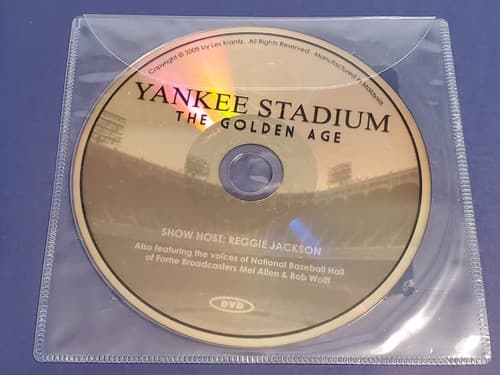 Copyright © 2008 by Les Krantz. All Rights Reserved. Manufactured in Malaysia.
YANKEE STADIUM
THE GOLDEN AGE
SHOW HOST: REGGIE JACKSON
Also featuring the voices of National Baseball Hall
of Fame Broadcasters Mel Allen & Bob Wolff
DVD